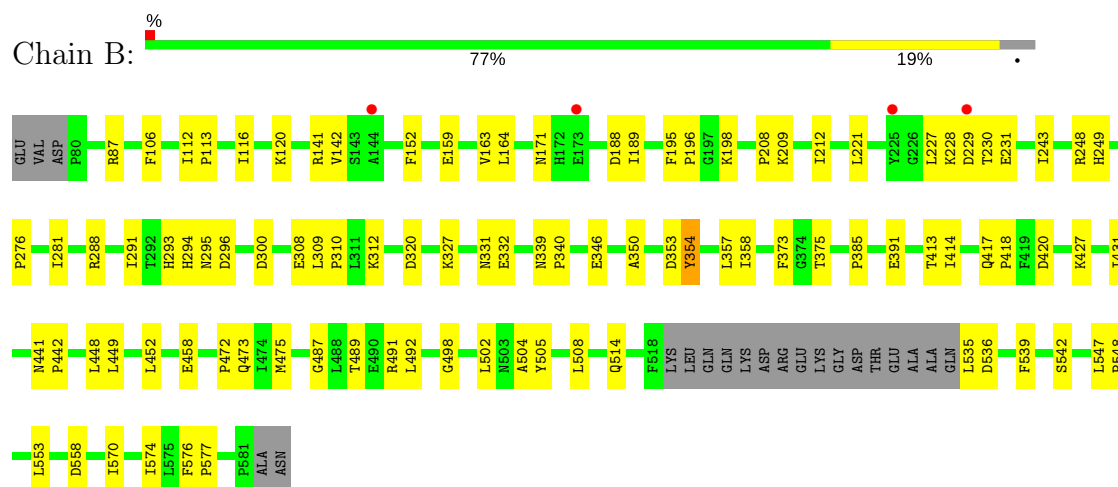 %
Chain B:
77% 19% •
GLU VAL ASP P80 R87 F106 I112 P113 I116 K120 R141 V142 S143 A144 F152 E159 V163 L164 N171 H172 E173 D188 I189 F195 P196 G197 K198 P208 K209 I212 L221 Y225 G226 L227 K228 D229 T230 E231 I243 R248 H249
P276 I281 R288 I291 T292 H293 H294 N295 D296 D300 E308 L309 P310 L311 K312 D320 K327 N331 E332 N339 P340 E346 A350 D353 Y354 L357 I358 F373 G374 T375 P385 E391 T413 I414 Q417 P418 F419 D420 K427 I431
N441 P442 L448 L449 L452 E458 P472 Q473 I474 M475 G487 L488 T489 E490 R491 L492 G498 L502 N503 A504 Y505 L508 Q514 F518 LYS LEU GLN GLN LYS ASP ARG GLU LYS GLY ASP THR GLU ALA ALA GLN L535 D536 F539 S542 L547 P548
L553 D558 I570 I574 L575 F576 P577 P581 ALA ASN